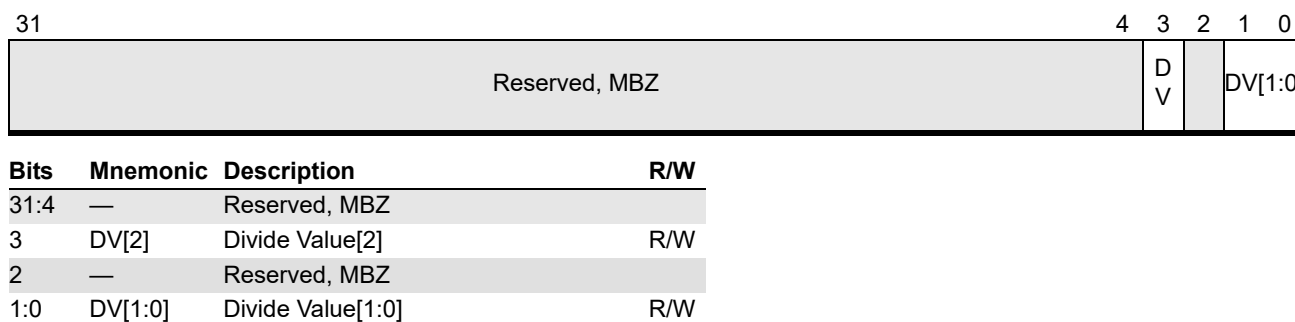 31 4 3 2 1 0
Reserved, MBZ
D
V
DV[1:0
Bits Mnemonic Description R/W
31:4 — Reserved, MBZ
3 DV[2] Divide Value[2] R/W
2 — Reserved, MBZ
1:0 DV[1:0] Divide Value[1:0] R/W